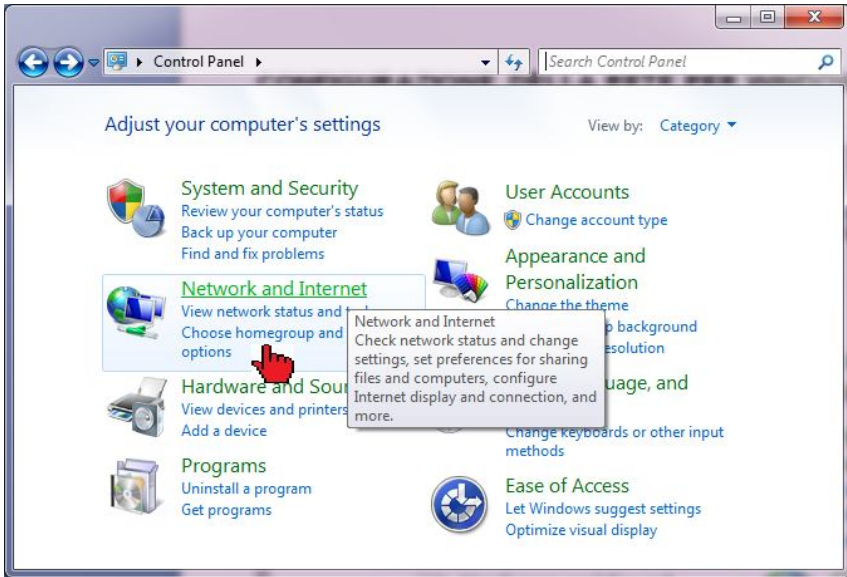 Control Panel
Search Control Panel
Adjust your computer's settings
View by: Category
System and Security
Review your computer's status
Back up your computer
Find and fix problems
Network and Internet
View network status and
Choose homegroup and
options
Network and Internet
Check network status and change
settings, set preferences for sharing
files and computers, configure
Internet display and connection, and
more.
Hardware and Sou
View devices and printers
Add a device
Programs
Uninstall a program
Get programs
User Accounts
Change account type
Appearance and
Personalization
Change the theme
background
esolution
uage, and
Change keyboards or other input
methods
Ease of Access
Let Windows suggest settings
Optimize visual display